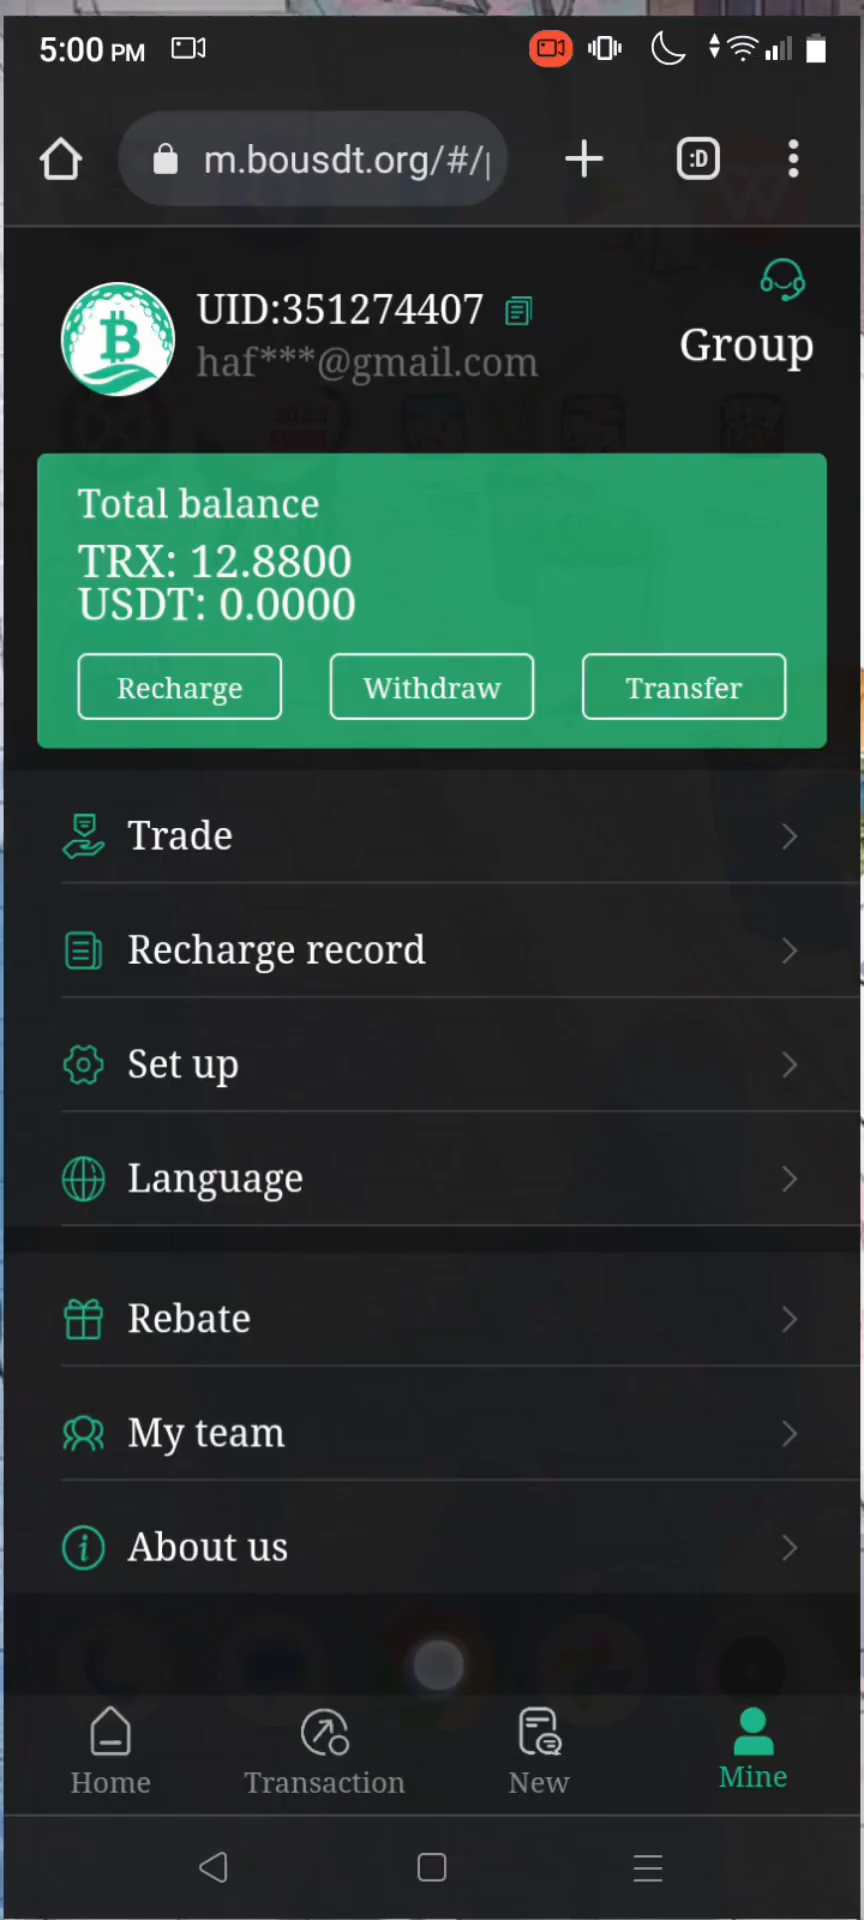 5:00 PM
m.bousdt.org/#/
:D
UID:351274407
haf***@gmail.com
Group
Total balance
TRX: 12.8800
USDT: 0.0000
Recharge
Withdraw
Transfer
Trade
Recharge record
Set up
Language
Rebate
My team
About us
Home
Transaction
New
Mine